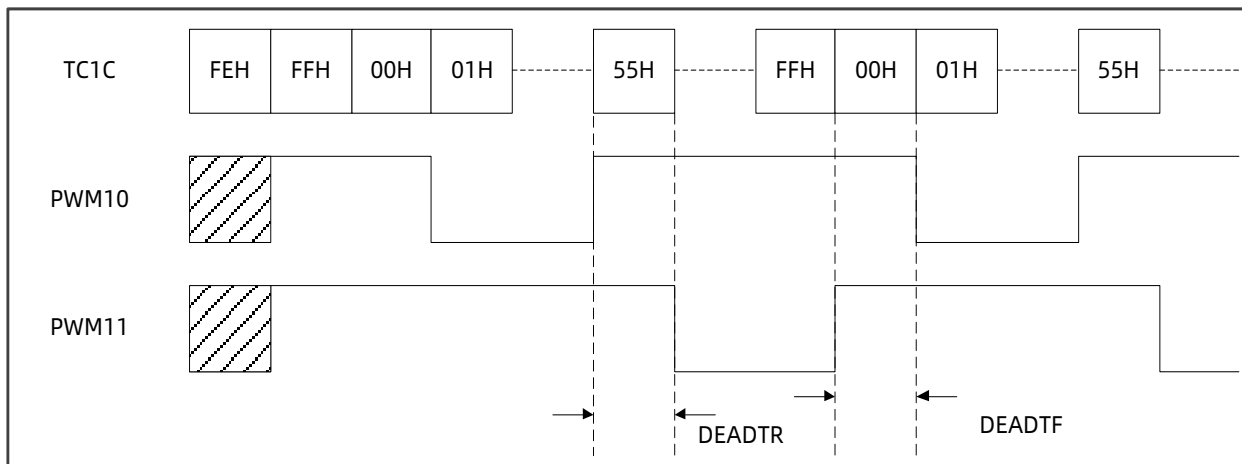 TC1C FEH FFH 00H 01H 55H FFH 00H 01H 55H
PWM10
PWM11
DEADTR DEADTF